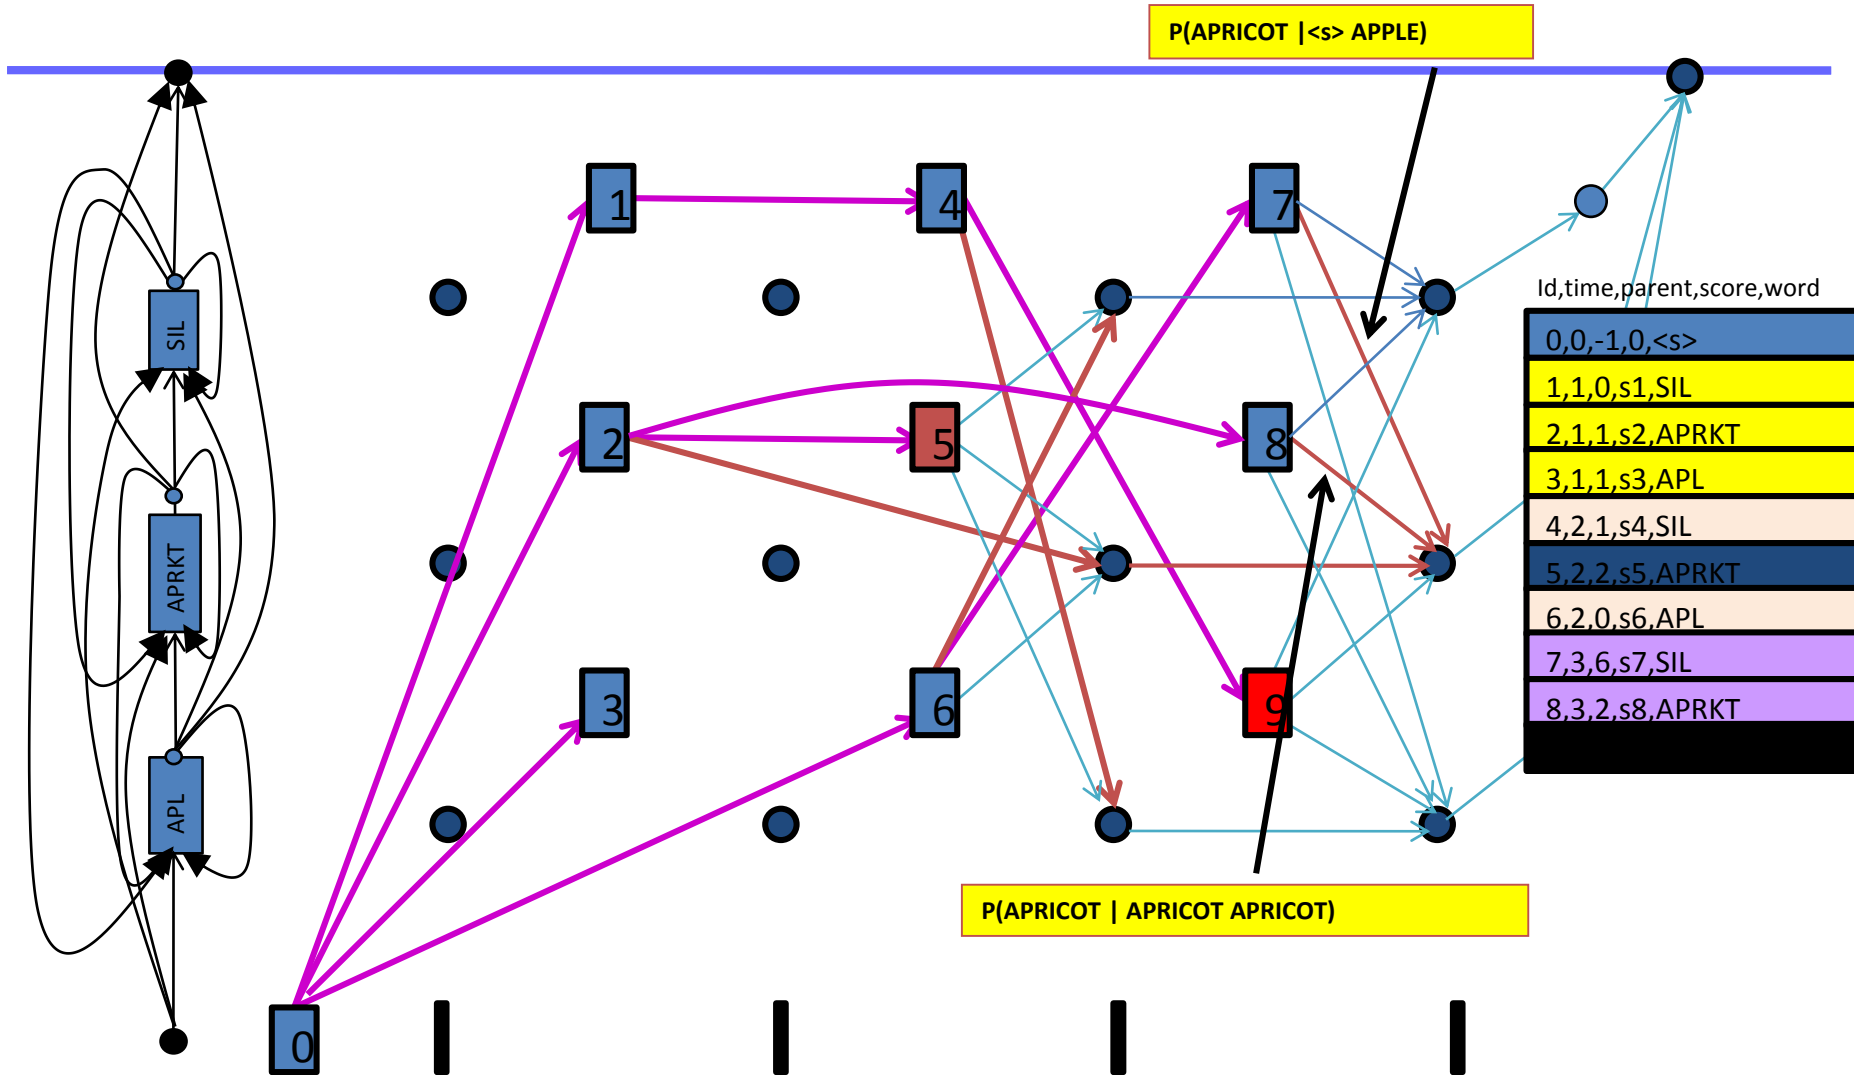 P(APRICOT |<s> APPLE)
1
4
7
Id,time,parent,score,word
0,0,-1,0,<s>
1,1,0,s1,SIL
2,1,1,s2,APRKT
3,1,1,s3,APL
4,2,1,s4,SIL
5,2,2,s5,APRKT
6,2,0,s6,APL
7,3,6,s7,SIL
8,3,2,s8,APRKT
SIL
2
5
8
APRKT
3
6
9
APL
P(APRICOT | APRICOT APRICOT)
0